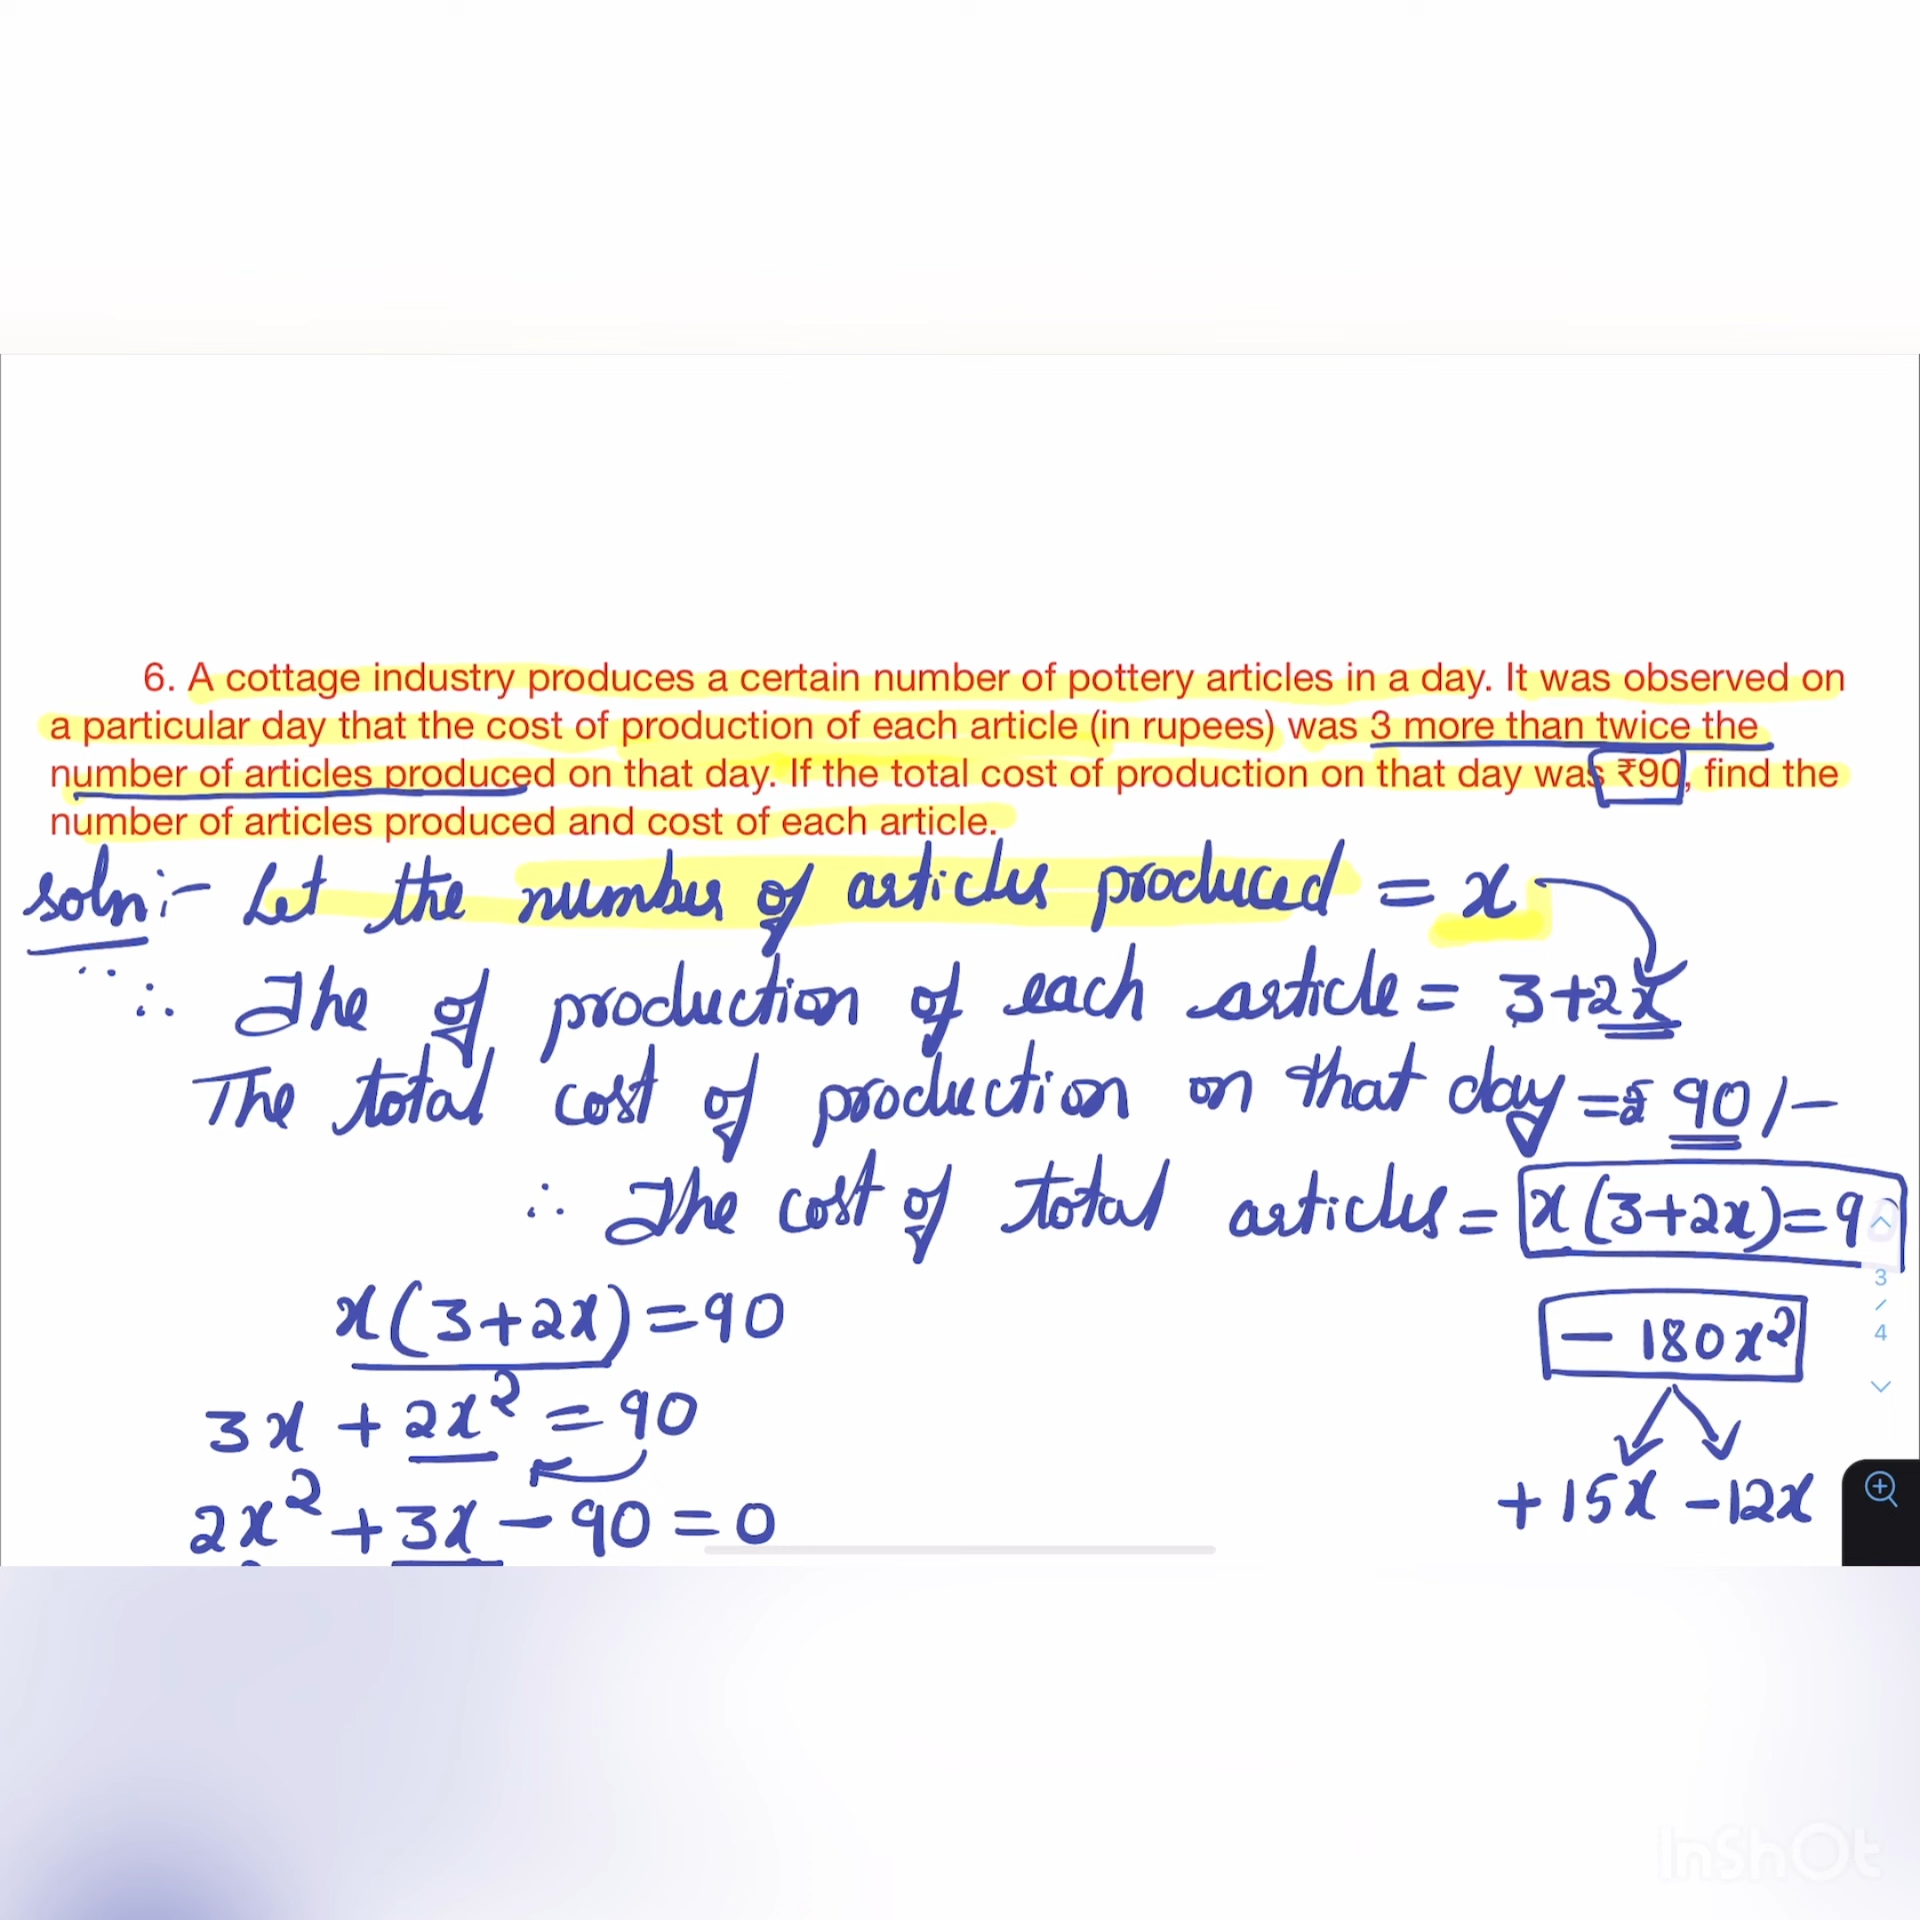 6. A cottage industry produces a certain number of pottery articles in a day. It was observed on
a particular day that the cost of production of each article (in rupees) was 3 more than twice the
number of articles produced on that day. If the total cost of production on that day was ₹90, find the
number of articles produced and cost of each article.
soln:- Let the number of articles produced = x
∴ The of production of each article = 3+2x
The total cost of production on that day = ₹ 90/-
∴ The cost of total articles = x(3+2x)=90
x(3+2x)=90
- 180x²
3x + 2x² = 90
+15x -12x
2x² + 3x - 90 = 0
3
/
4
InShOt